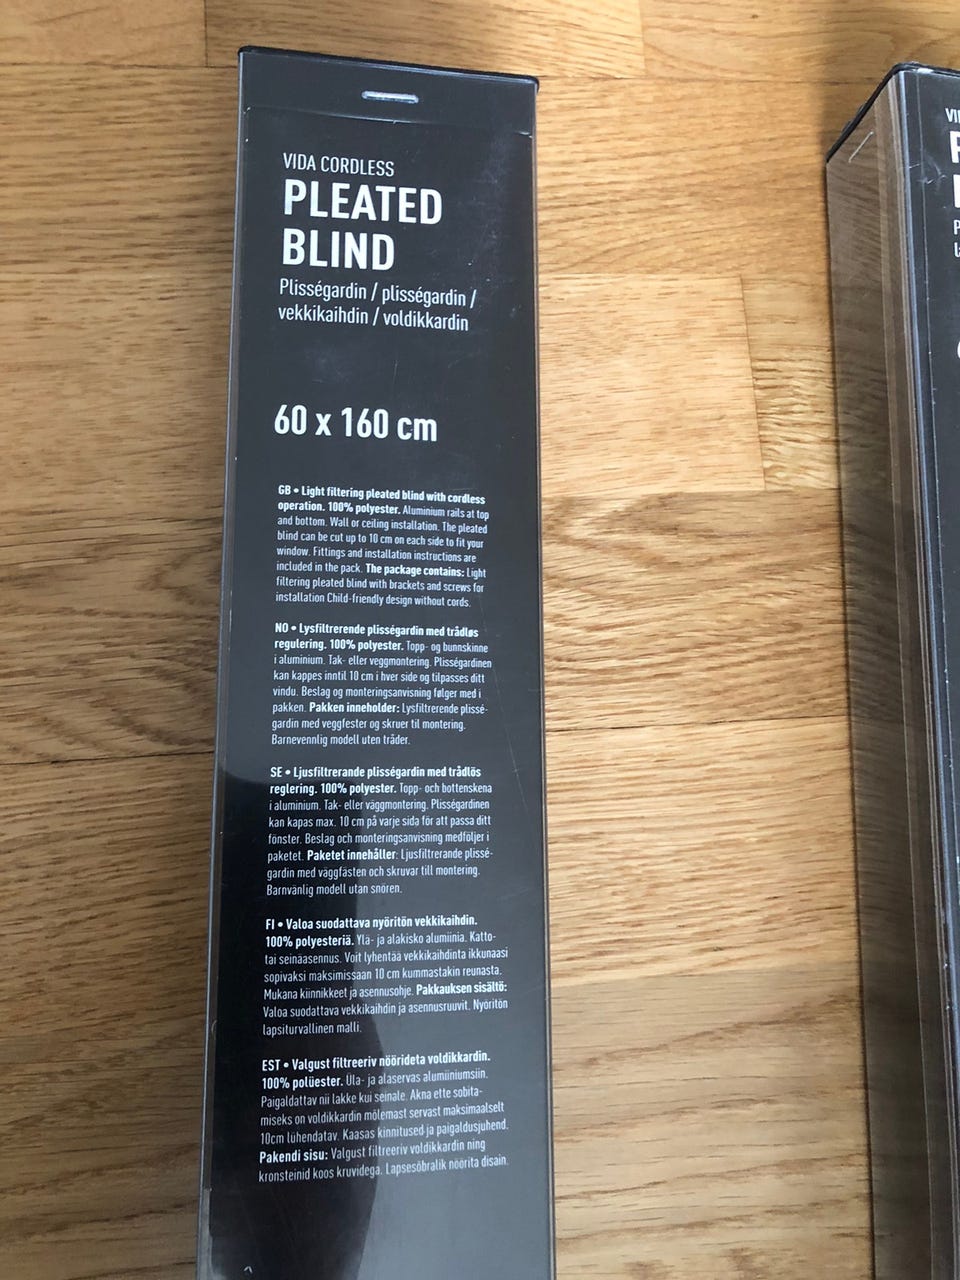 VIDA CORDLESS
PLEATED
BLIND
Plisségardin / plisségardin /
vekkikaihdin / voldikkardin
60 x 160 cm
GB • Light filtering pleated blind with cordless
operation. 100% polyester. Aluminium rails at top
and bottom. Wall or ceiling installation. The pleated
blind can be cut up to 10 cm on each side to fit your
window. Fittings and installation instructions are
included in the pack. The package contains: Light
filtering pleated blind with brackets and screws for
installation Child-friendly design without cords.
NO • Lysfiltrerende plisségardin med trådløs
regulering. 100% polyester. Topp- og bunnskinne
i aluminium. Tak- eller veggmontering. Plisségardinen
kan kappes inntil 10 cm i hver side og tilpasses ditt
vindu. Beslag og monteringsanvisning følger med i
pakken. Pakken inneholder: Lysfiltrerende plissé-
gardin med veggfester og skruer til montering.
Barnevennlig modell uten tråder.
SE • Ljusfiltrerande plisségardin med trådlös
reglering. 100% polyester. Topp- och bottenskena
i aluminium. Tak- eller väggmontering. Plisségardinen
kan kapas max. 10 cm på varje sida för att passa ditt
fönster. Beslag och monteringsanvisning medföljer i
paketet. Paketet innehåller: Ljusfiltrerande plissé-
gardin med väggfästen och skruvar till montering.
Barnvänlig modell utan snören.
FI • Valoa suodattava nyöritön vekkikaihdin.
100% polyesteriä. Ylä- ja alakisko alumiinia. Katto-
tai seinäasennus. Voit lyhentää vekkikaihdinta ikkunaasi
sopivaksi maksimissaan 10 cm kummastakin reunasta.
Mukana kiinnikkeet ja asennusohje. Pakkauksen sisältö:
Valoa suodattava vekkikaihdin ja asennusruuvit. Nyöritön
lapsiturvallinen malli.
EST • Valgust filtreeriv nöörideta voldikkardin.
100% polüester. Üla- ja alaservas alumiiniumsiin.
Paigaldattav nii lakke kui seinale. Akna ette sobita-
miseks on voldikkardin mõlemast servast maksimaalselt
10cm lühendatav. Kaasas kinnitused ja paigaldusjuhend.
Pakendi sisu: Valgust filtreeriv voldikkardin ning
kronsteinid koos kruvidega. Lapsesõbralik nöörita disain.